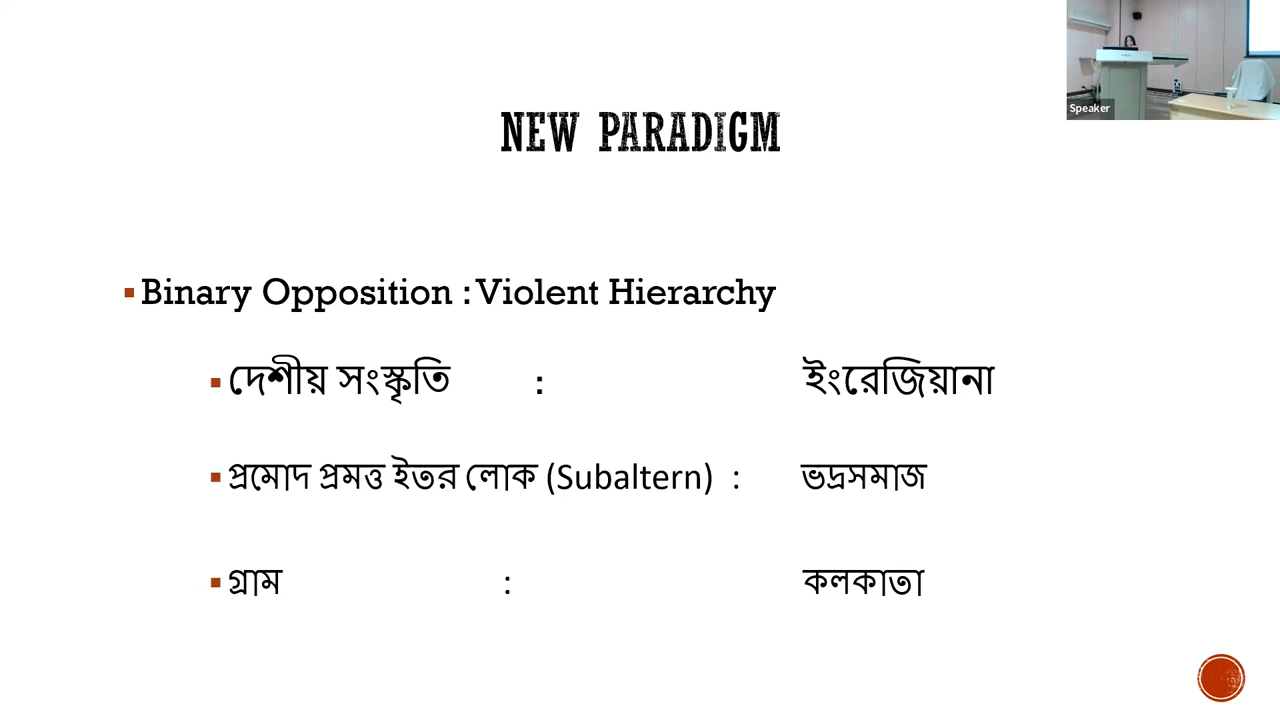 Speaker
NEW PARADIGM
Binary Opposition : Violent Hierarchy
দেশীয় সংস্কৃতি : ইংরেজিয়ানা
প্রমোদ প্রমত্ত ইতর লোক (Subaltern) : ভদ্রসমাজ
গ্রাম : কলকাতা